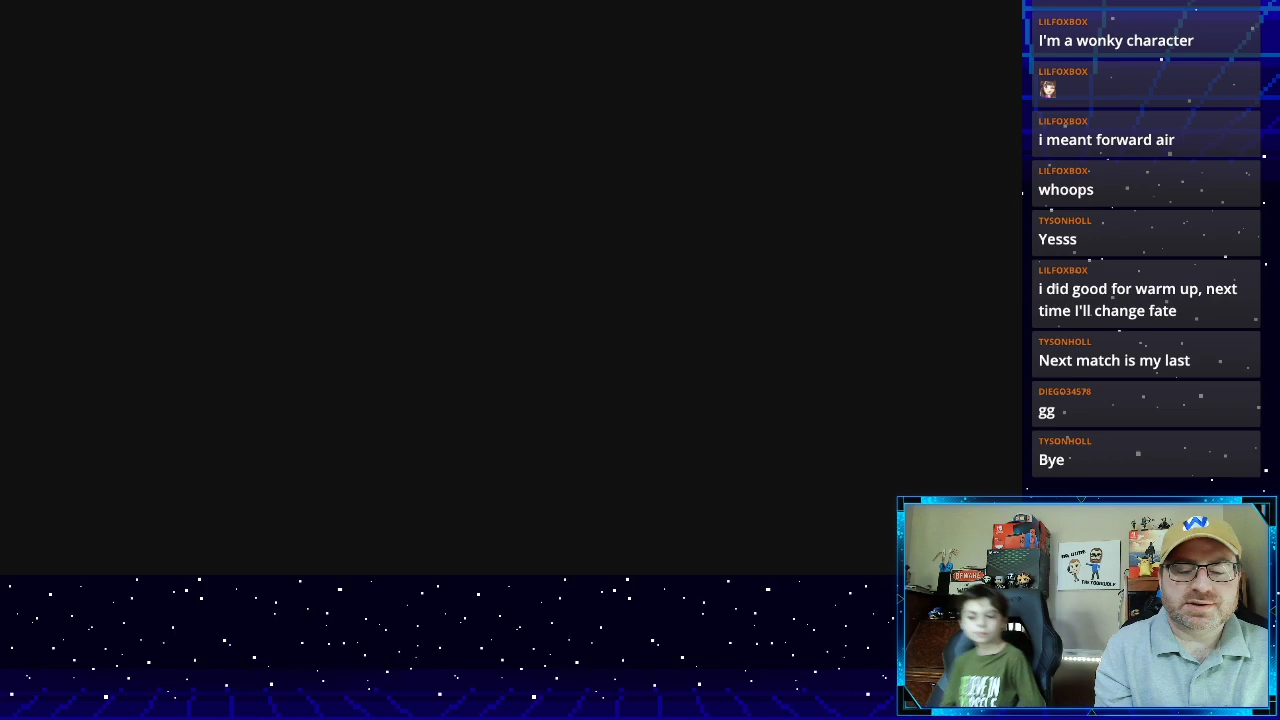 LILFOXBOX
I'm a wonky character
LILFOXBOX
LILFOXBOX
i meant forward air
LILFOXBOX
whoops
TYSONHOLL
Yesss
LILFOXBOX
i did good for warm up, next
time I'll change fate
TYSONHOLL
Next match is my last
DIEGO34578
gg
TYSONHOLL
Bye
BEWARE